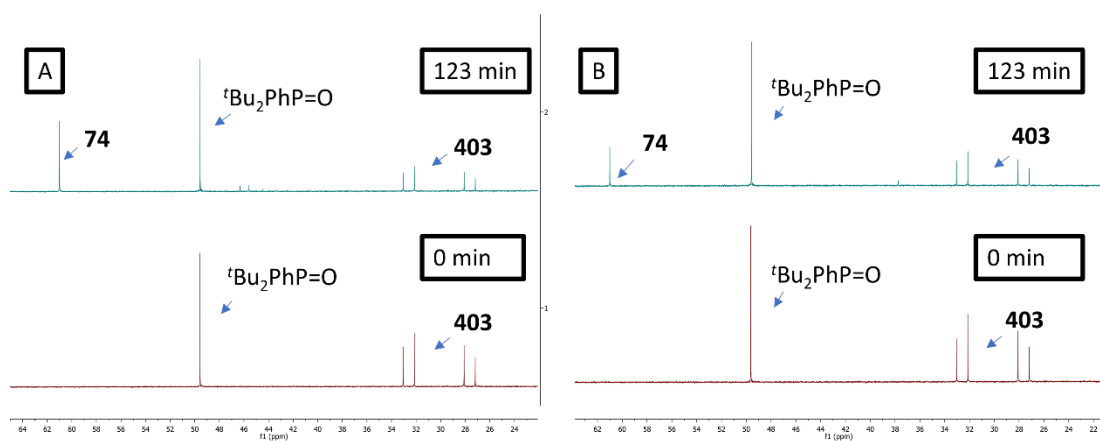 A
123 min
ᵗBu₂PhP=O
74
403
2
0 min
ᵗBu₂PhP=O
403
1
64 62 60 58 56 54 52 50 48 46 44 42 40 38 36 34 32 30 28 26 24
f1 (ppm)
B
123 min
ᵗBu₂PhP=O
74
403
0 min
ᵗBu₂PhP=O
403
62 60 58 56 54 52 50 48 46 44 42 40 38 36 34 32 30 28 26 24 22
f1 (ppm)